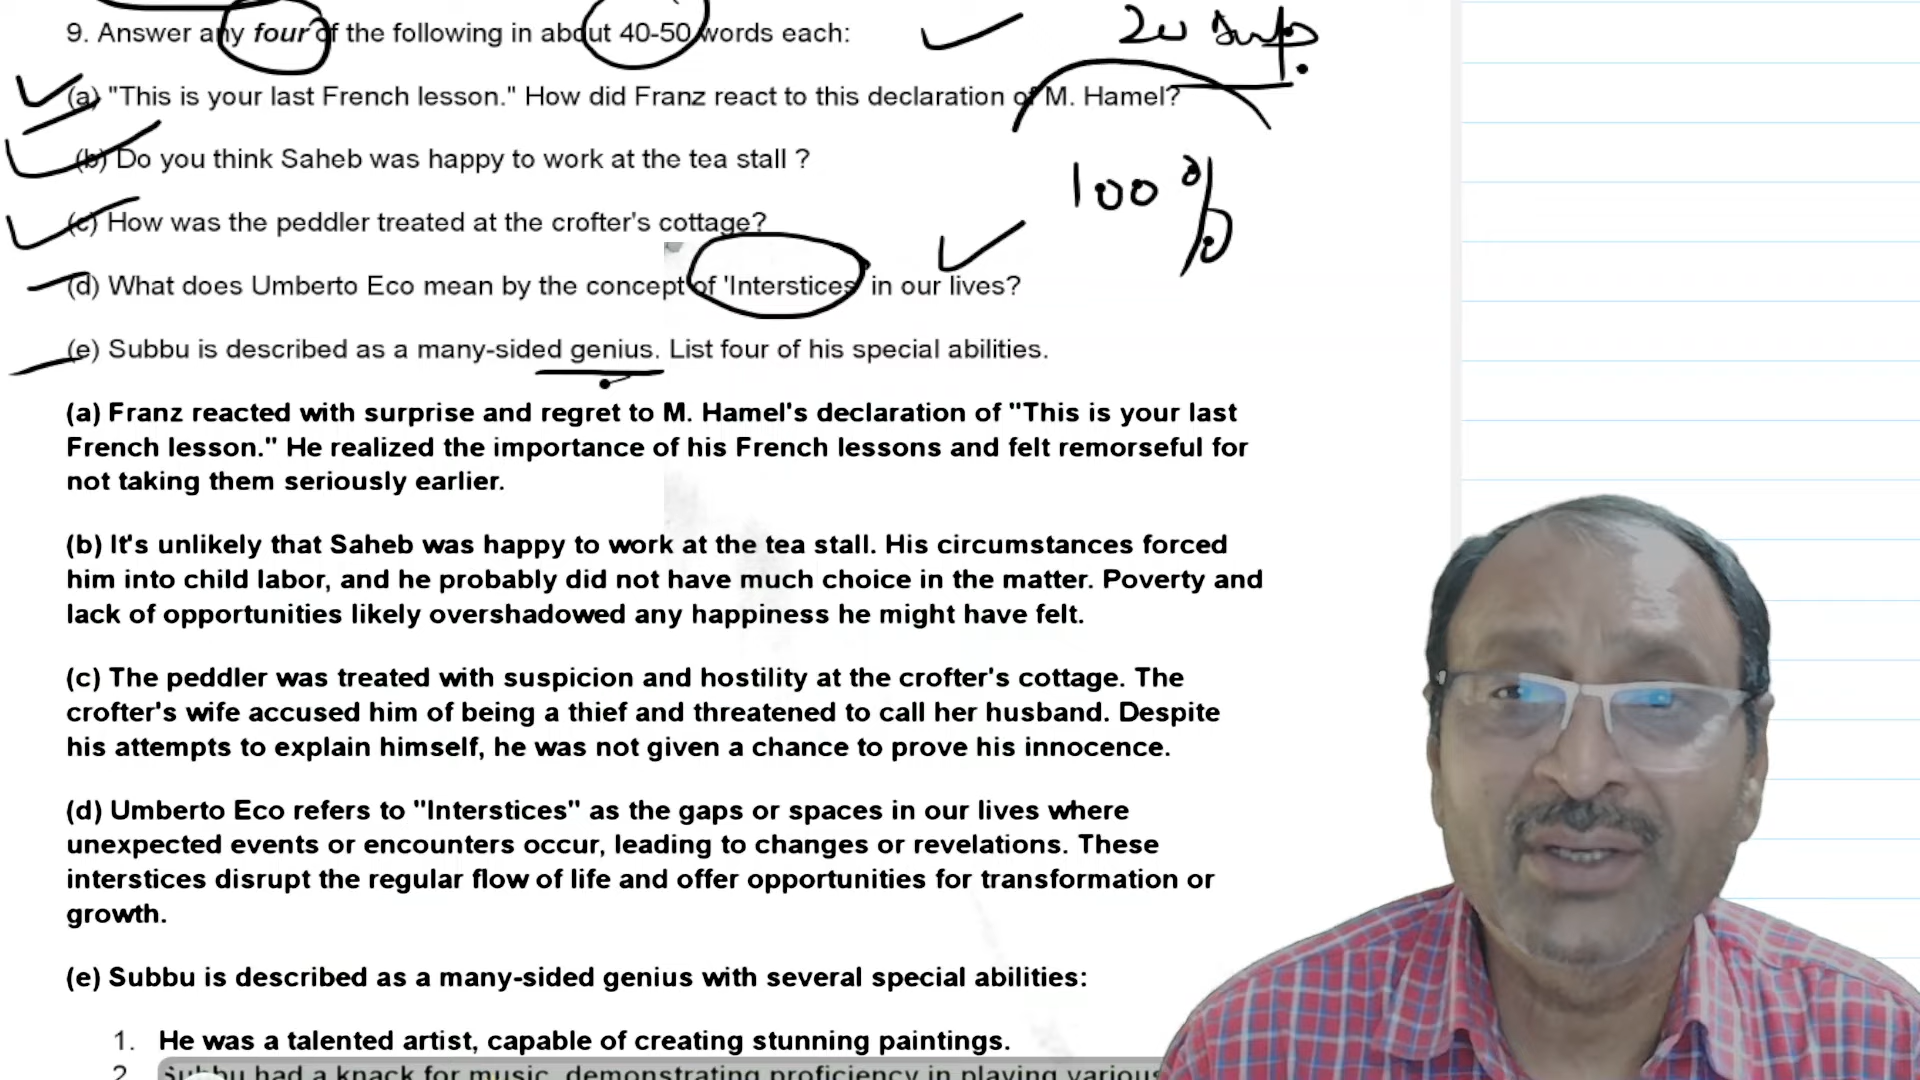 9. Answer any four of the following in about 40-50 words each:
(a) "This is your last French lesson." How did Franz react to this declaration of M. Hamel?
(b) Do you think Saheb was happy to work at the tea stall ?
(c) How was the peddler treated at the crofter's cottage?
(d) What does Umberto Eco mean by the concept of 'Interstices' in our lives?
(e) Subbu is described as a many-sided genius. List four of his special abilities.
100%
(a) Franz reacted with surprise and regret to M. Hamel's declaration of "This is your last
French lesson." He realized the importance of his French lessons and felt remorseful for
not taking them seriously earlier.
(b) It's unlikely that Saheb was happy to work at the tea stall. His circumstances forced
him into child labor, and he probably did not have much choice in the matter. Poverty and
lack of opportunities likely overshadowed any happiness he might have felt.
(c) The peddler was treated with suspicion and hostility at the crofter's cottage. The
crofter's wife accused him of being a thief and threatened to call her husband. Despite
his attempts to explain himself, he was not given a chance to prove his innocence.
(d) Umberto Eco refers to "Interstices" as the gaps or spaces in our lives where
unexpected events or encounters occur, leading to changes or revelations. These
interstices disrupt the regular flow of life and offer opportunities for transformation or
growth.
(e) Subbu is described as a many-sided genius with several special abilities:
1. He was a talented artist, capable of creating stunning paintings.
2. Subbu had a knack for music, demonstrating proficiency in playing various